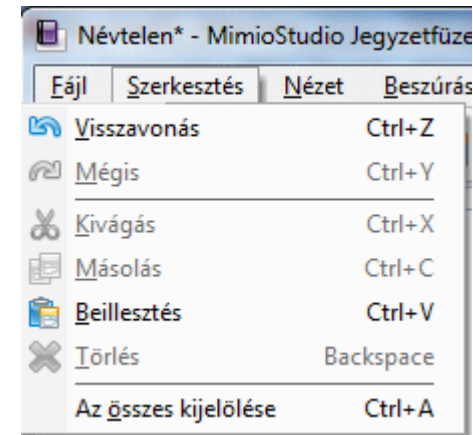 Névtelen* - MimioStudio Jegyzetfüze
Fájl Szerkesztés Nézet Beszúrás
Visszavonás Ctrl+Z
Mégis Ctrl+Y
Kivágás Ctrl+X
Másolás Ctrl+C
Beillesztés Ctrl+V
Törlés Backspace
Az összes kijelölése Ctrl+A